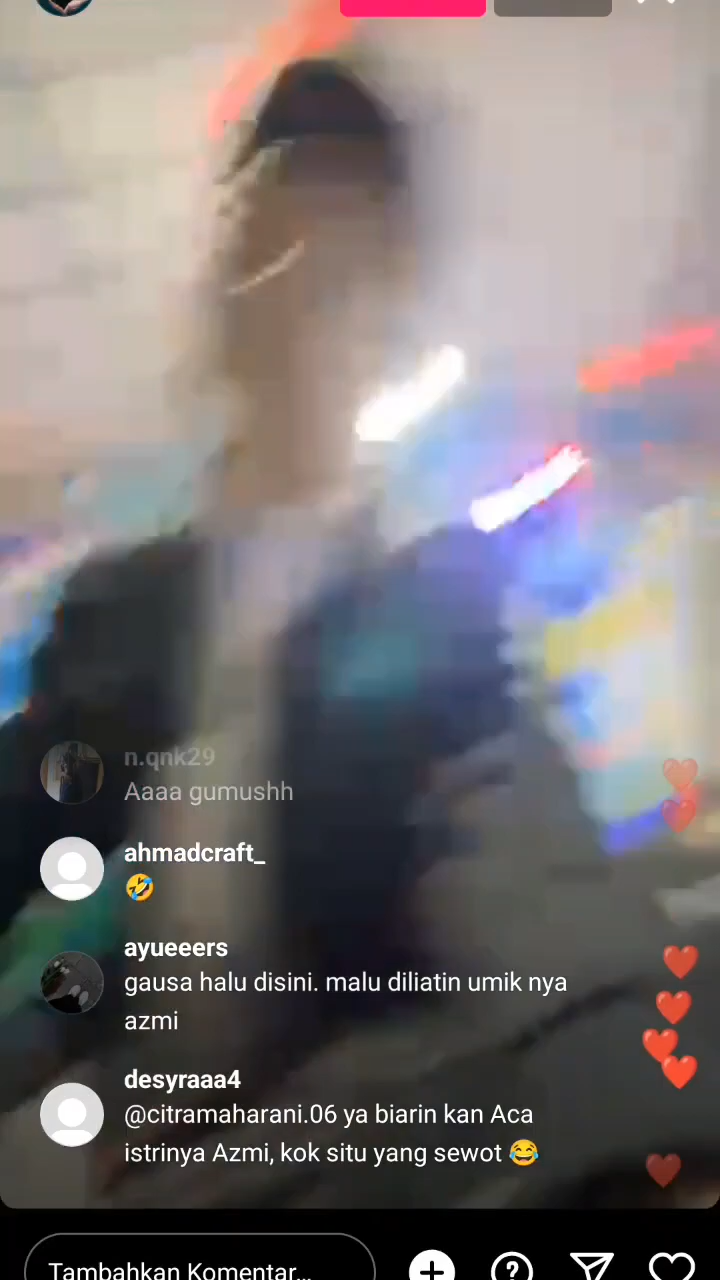 n.qnk29
Aaaa gumushh
ahmadcraft_
🤣
ayueeers
gausa halu disini. malu diliatin umik nya
azmi
desyraaa4
@citramaharani.06 ya biarin kan Aca
istrinya Azmi, kok situ yang sewot 😂
Tambahkan Komentar...